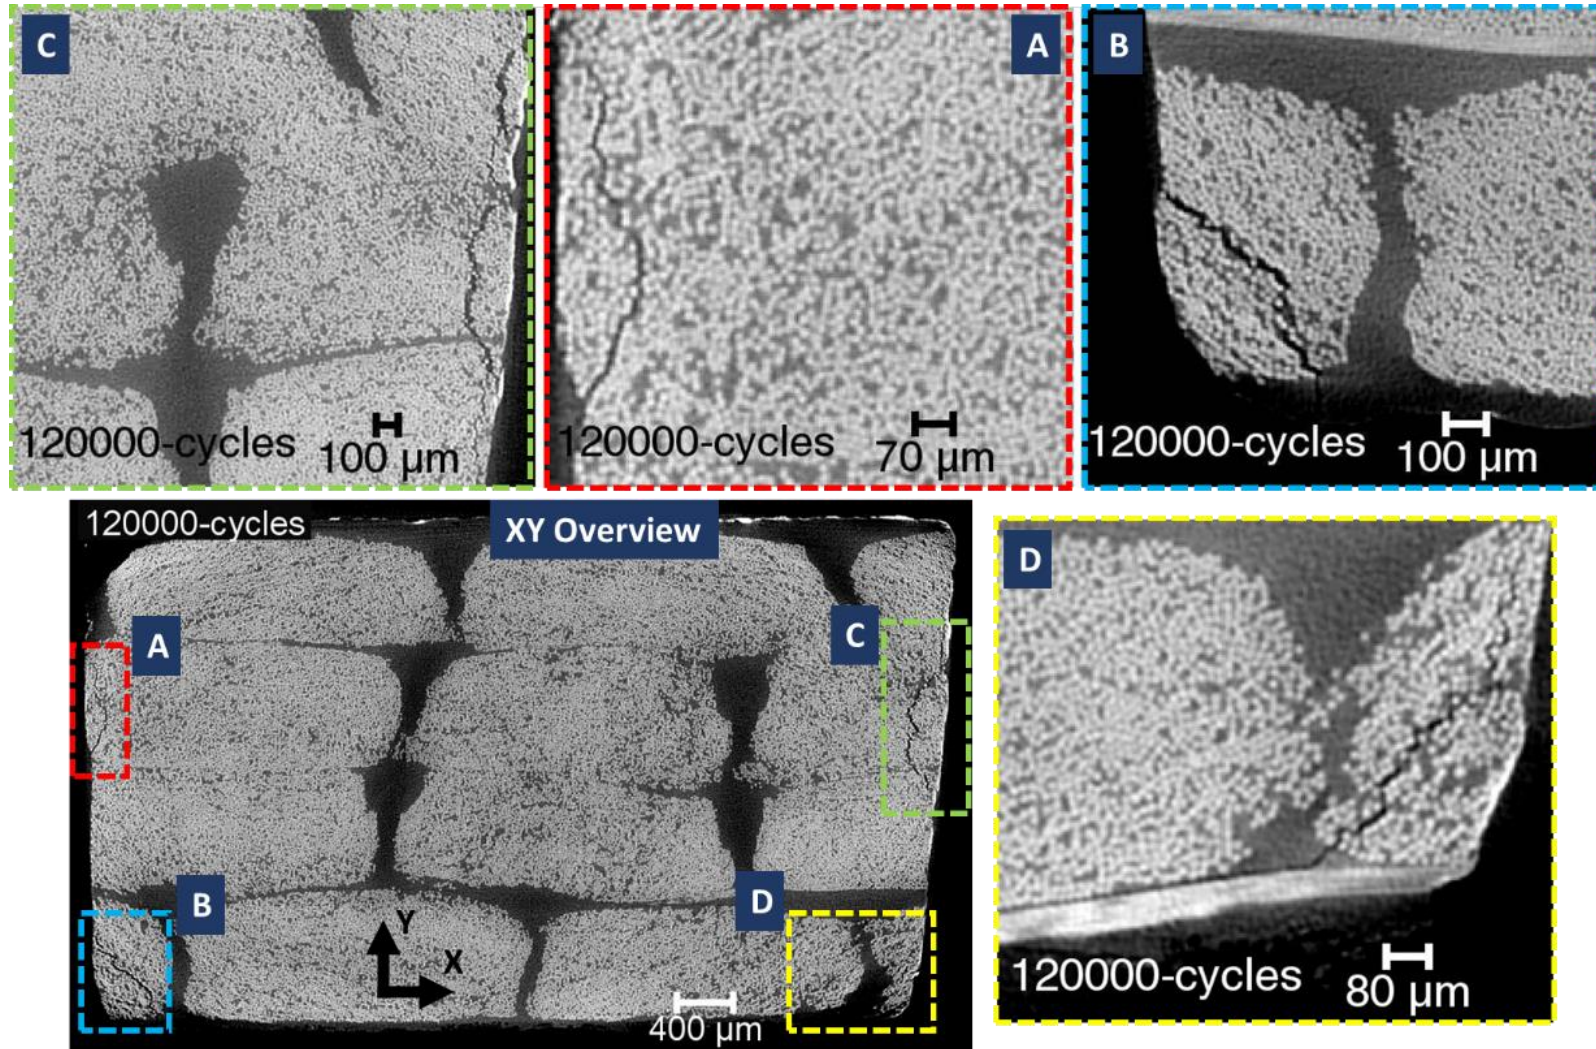 C
120000-cycles
100 µm
A
120000-cycles
70 µm
B
120000-cycles
100 µm
120000-cycles
XY Overview
A
C
B
D
Y
X
400 µm
D
120000-cycles
80 µm